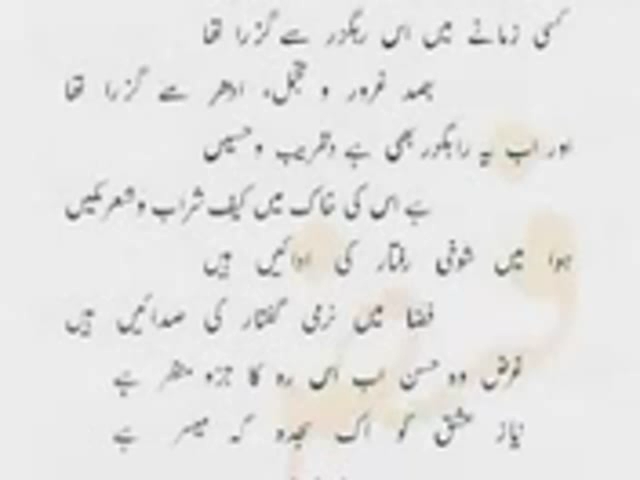 کسی زمانے میں اس رہگزر سے گزرا تھا
بصد غرور و تجمل، ادھر سے گزرا تھا
اور اب یہ راہگزر بھی ہے دلفریب و حسیں
ہے اس کی خاک میں کیف شراب و شعر مکیں
ہوا میں شوخی رفتار کی ادائیں ہیں
فضا میں نرمی گفتار کی صدائیں ہیں
غرض وہ حسن اب اس رہ کا جزو منظر ہے
نیاز عشق کو اک سجدہ گہ میسر ہے